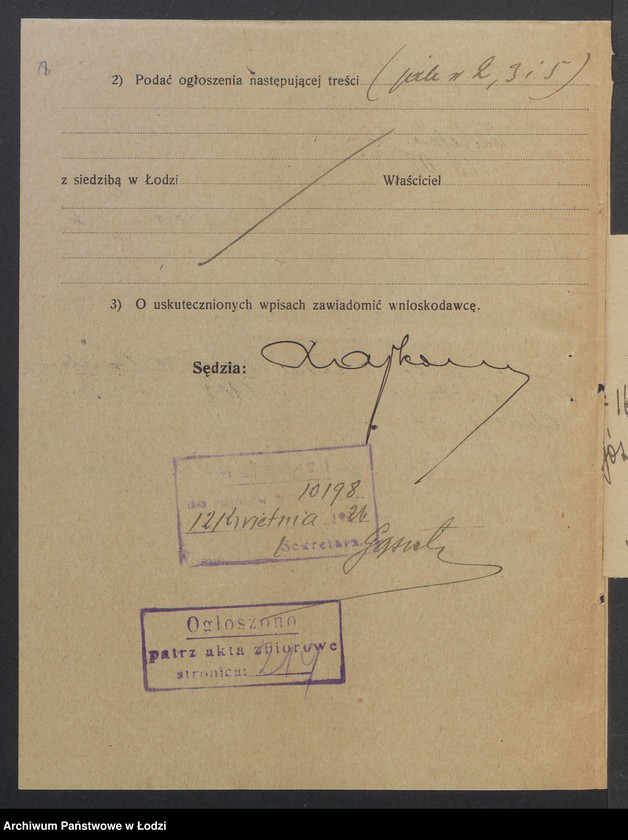 2) Podać ogłoszenia następującej treści (jak w 2, 3 i 5)
z siedzibą w Łodzi Właściciel
3) O uskutecznionych wpisach zawiadomić wnioskodawcę.
Sędzia:
10198
12 Kwietnia 1926
Sekretarz
Ogłoszono
patrz akta zbiorowe
stronica:
Archiwum Państwowe w Łodzi